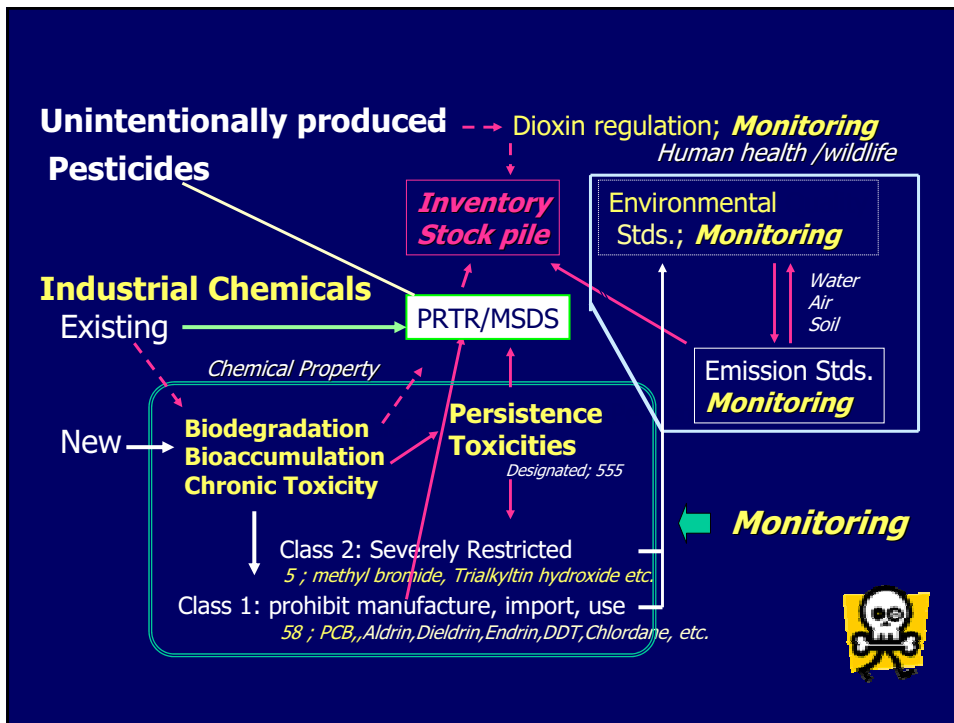 Unintentionally produced
Dioxin regulation; Monitoring
Human health /wildlife
Pesticides
Inventory
Stock pile
Environmental
Stds.; Monitoring
Industrial Chemicals
Existing
PRTR/MSDS
Water
Air
Soil
Chemical Property
Emission Stds.
Monitoring
New
Biodegradation
Bioaccumulation
Chronic Toxicity
Persistence
Toxicities
Designated; 555
Monitoring
Class 2: Severely Restricted
5 ; methyl bromide, Trialkyltin hydroxide etc.
Class 1: prohibit manufacture, import, use
58 ; PCB,,Aldrin,Dieldrin,Endrin,DDT,Chlordane, etc.